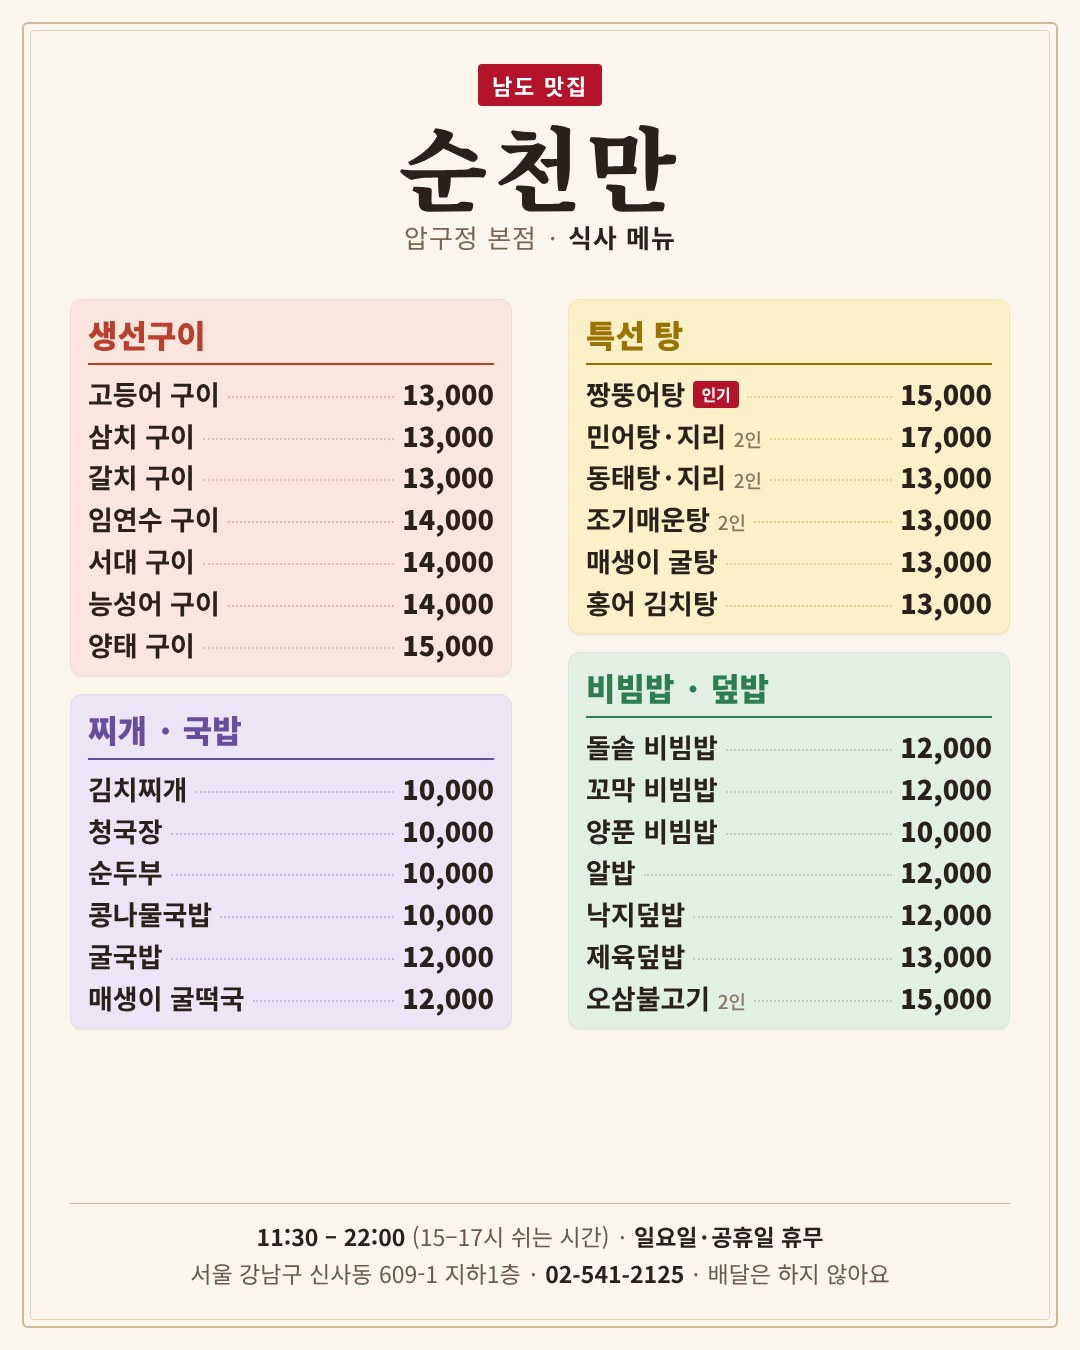 남도 맛집
순천만
압구정 본점 · 식사 메뉴
생선구이
고등어 구이 13,000
삼치 구이 13,000
갈치 구이 13,000
임연수 구이 14,000
서대 구이 14,000
능성어 구이 14,000
양태 구이 15,000
찌개 · 국밥
김치찌개 10,000
청국장 10,000
순두부 10,000
콩나물국밥 10,000
굴국밥 12,000
매생이 굴떡국 12,000
특선 탕
짱뚱어탕 인기 15,000
민어탕·지리 2인 17,000
동태탕·지리 2인 13,000
조기매운탕 2인 13,000
매생이 굴탕 13,000
홍어 김치탕 13,000
비빔밥 · 덮밥
돌솥 비빔밥 12,000
꼬막 비빔밥 12,000
양푼 비빔밥 10,000
알밥 12,000
낙지덮밥 12,000
제육덮밥 13,000
오삼불고기 2인 15,000
11:30 – 22:00 (15–17시 쉬는 시간) · 일요일·공휴일 휴무
서울 강남구 신사동 609-1 지하1층 · 02-541-2125 · 배달은 하지 않아요